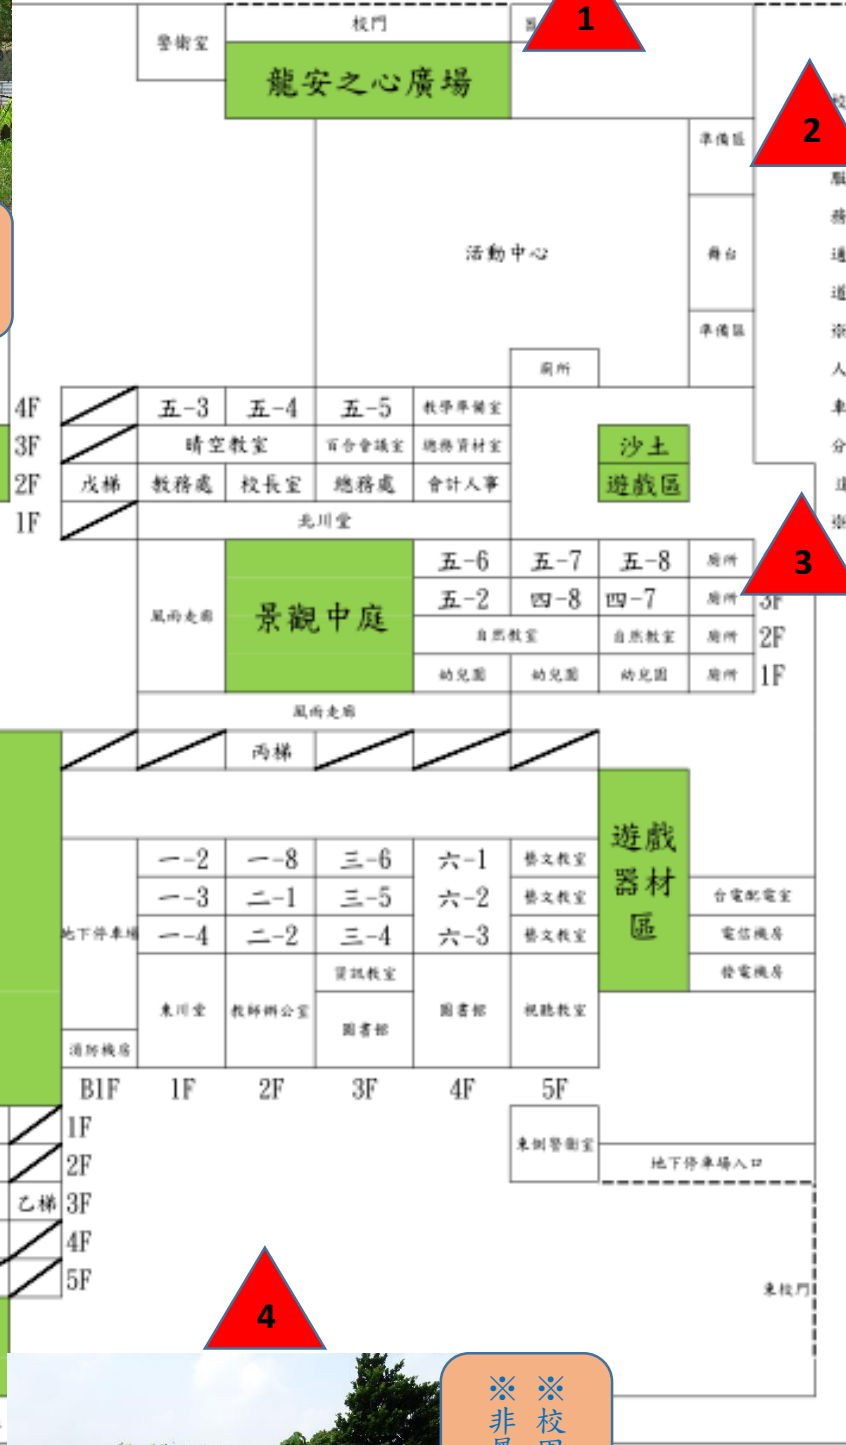 校門
1
警衛室
龍安之心廣場
2
準備區
服
務
通
道
※
人
車
分
道
※
活動中心
舞台
準備區
廁所
4F 五-3 五-4 五-5 教學準備室
3F 晴空教室 百合會議室 總務資材室
2F 戊梯 教務處 校長室 總務處 會計人事
1F 北川堂
沙土
遊戲區
3
風雨走廊
景觀中庭
五-6 五-7 五-8 廁所
五-2 四-8 四-7 廁所 3F
自然教室 自然教室 廁所 2F
幼兒園 幼兒園 幼兒園 廁所 1F
風雨走廊
丙梯
地下停車場
一-2 一-8 三-6 六-1 藝文教室
一-3 二-1 三-5 六-2 藝文教室
一-4 二-2 三-4 六-3 藝文教室
東川堂 教師辦公室 資訊教室 圖書館 視聽教室
圖書館
消防機房
B1F 1F 2F 3F 4F 5F
遊戲
器材
區
台電配電室
電信機房
發電機房
1F
2F
乙梯 3F
4F
5F
東側警衛室
地下停車場入口
東校門
4
※ ※
非 校